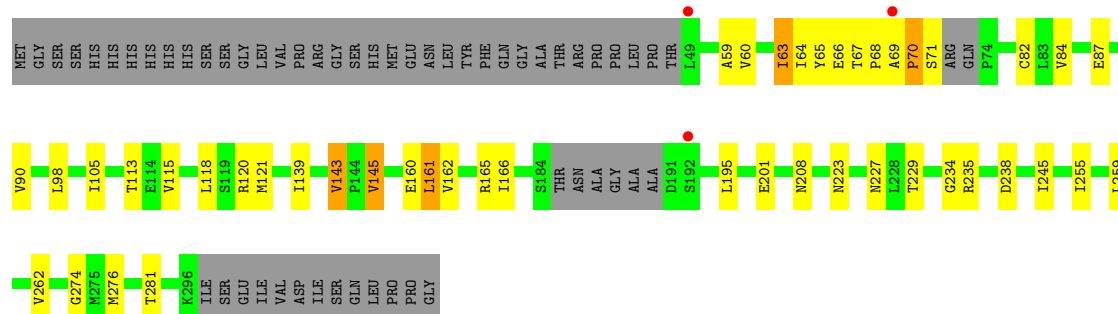 MET GLY SER SER HIS HIS HIS HIS HIS HIS SER SER GLY LEU VAL PRO ARG GLY SER HIS MET GLU ASN LEU TYR PHE GLN GLY ALA THR ARG PRO PRO LEU PRO THR L49 A59 V60 I63 I64 Y65 E66 T67 P68 A69 P70 S71 ARG GLN P74 C82 L83 V84 E87
V90 L98 I105 T113 E114 V115 L118 S119 R120 M121 I139 V143 P144 V145 E160 L161 V162 R165 I166 S184 THR ASN ALA GLY ALA ALA D191 S192 L195 E201 N208 N223 N227 L228 T229 G234 R235 D238 I245 I255 L259
V262 G274 M275 M276 T281 K296 ILE SER GLU ILE VAL ASP ILE SER GLN LEU PRO PRO GLY